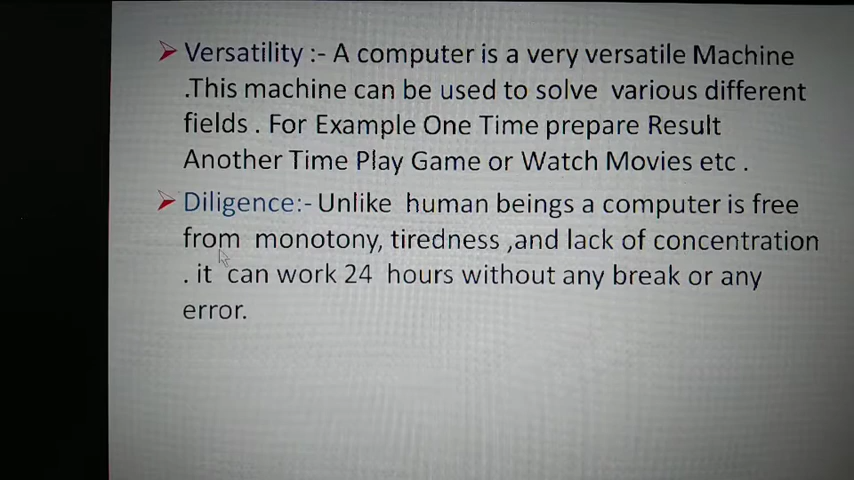 Versatility :- A computer is a very versatile Machine
.This machine can be used to solve various different
fields . For Example One Time prepare Result
Another Time Play Game or Watch Movies etc .
Diligence:- Unlike human beings a computer is free
from monotony, tiredness ,and lack of concentration
. it can work 24 hours without any break or any
error.